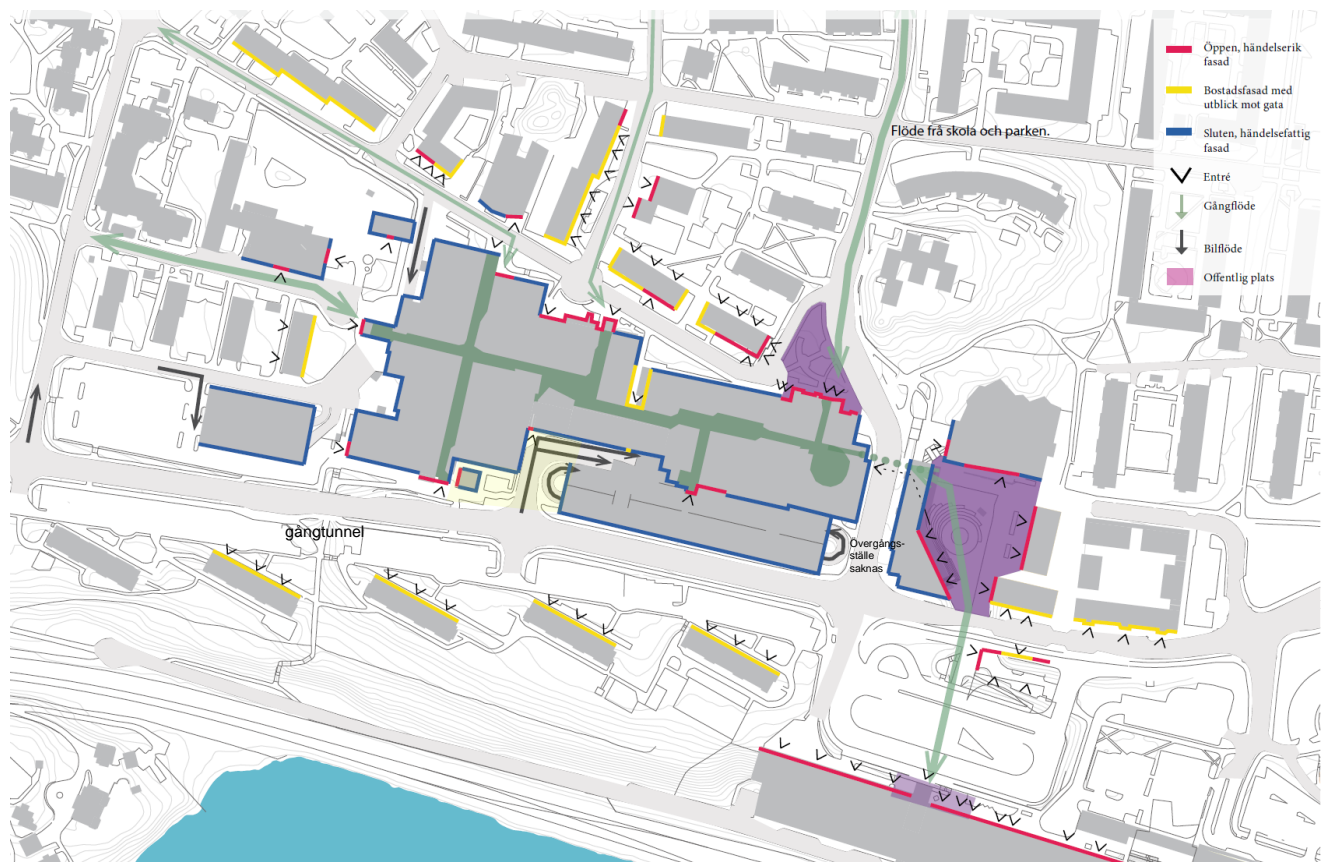 Öppen, händelserik
fasad
Bostadsfasad med
utblick mot gata
Flöde frå skola och parken.
Sluten, händelsefattig
fasad
Entré
Gångflöde
Bilflöde
Offentlig plats
gångtunnel
Övergångs-
ställe
saknas